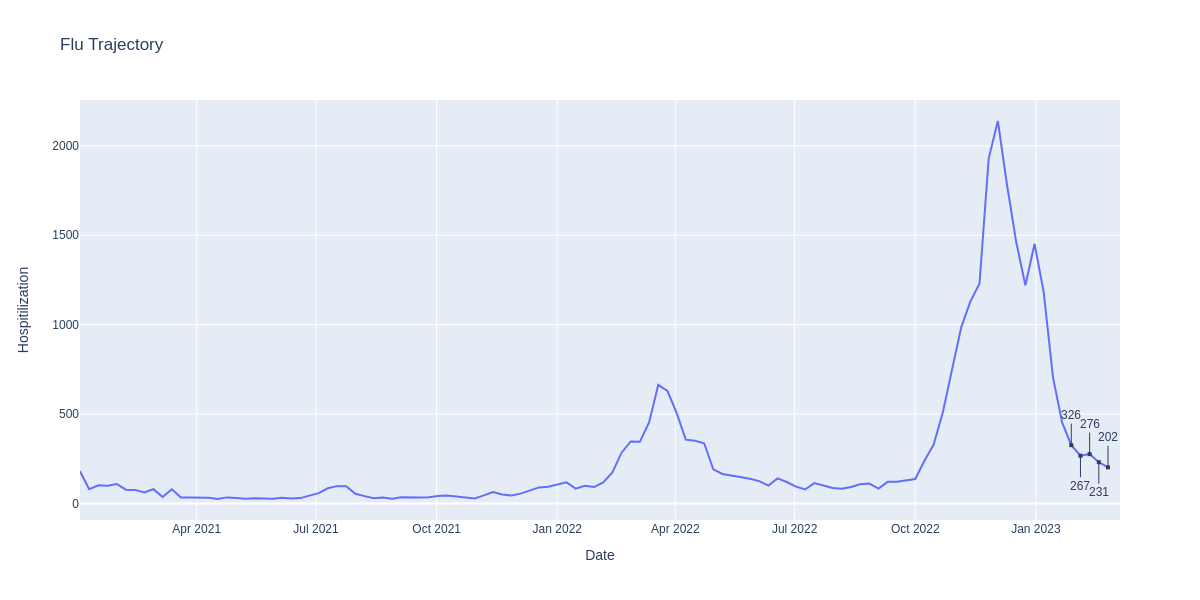 Flu Trajectory
2000
1500
1000
500
0
Hospitilization
326
276
202
267
231
Apr 2021
Jul 2021
Oct 2021
Jan 2022
Apr 2022
Jul 2022
Oct 2022
Jan 2023
Date